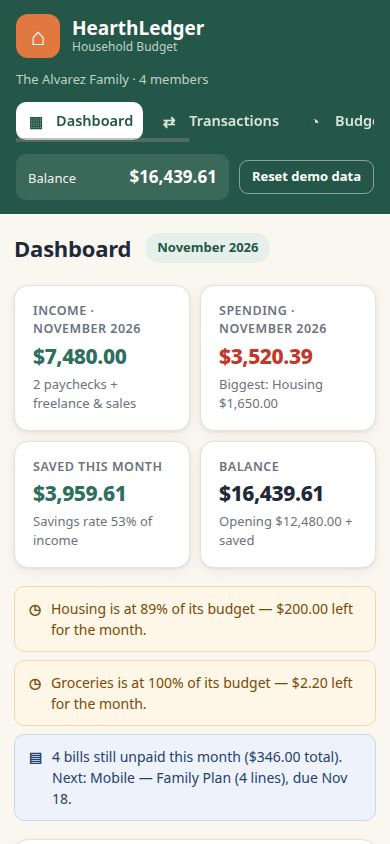 HearthLedger
Household Budget
The Alvarez Family · 4 members
Dashboard
Transactions
Budge
Balance
$16,439.61
Reset demo data
Dashboard
November 2026
INCOME ·
NOVEMBER 2026
$7,480.00
2 paychecks +
freelance & sales
SPENDING ·
NOVEMBER 2026
$3,520.39
Biggest: Housing
$1,650.00
SAVED THIS MONTH
$3,959.61
Savings rate 53% of
income
BALANCE
$16,439.61
Opening $12,480.00 +
saved
Housing is at 89% of its budget — $200.00 left
for the month.
Groceries is at 100% of its budget — $2.20 left
for the month.
4 bills still unpaid this month ($346.00 total).
Next: Mobile — Family Plan (4 lines), due Nov
18.